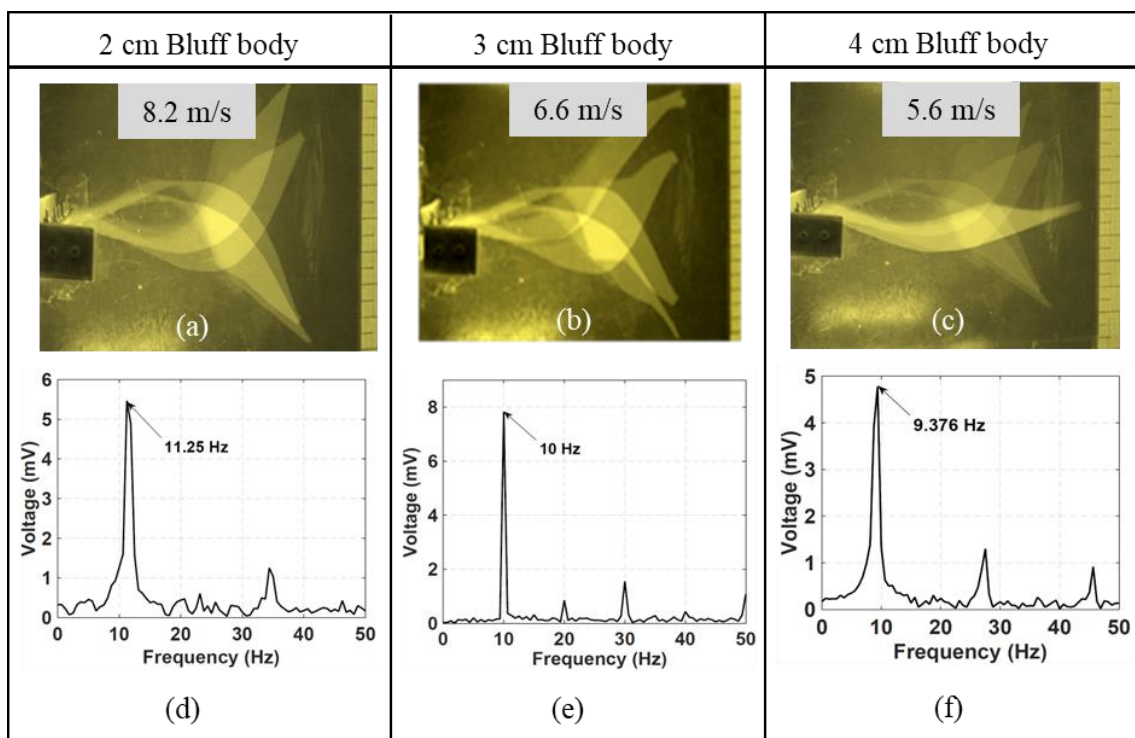 2 cm Bluff body
3 cm Bluff body
4 cm Bluff body
8.2 m/s
6.6 m/s
5.6 m/s
(a)
(b)
(c)
6
5
4
3
2
1
0
Voltage (mV)
11.25 Hz
0 10 20 30 40 50
Frequency (Hz)
8
6
4
2
0
Voltage (mV)
10 Hz
0 10 20 30 40 50
Frequency (Hz)
5
4
3
2
1
0
Voltage (mV)
9.376 Hz
0 10 20 30 40 50
Frequency (Hz)
(d)
(e)
(f)